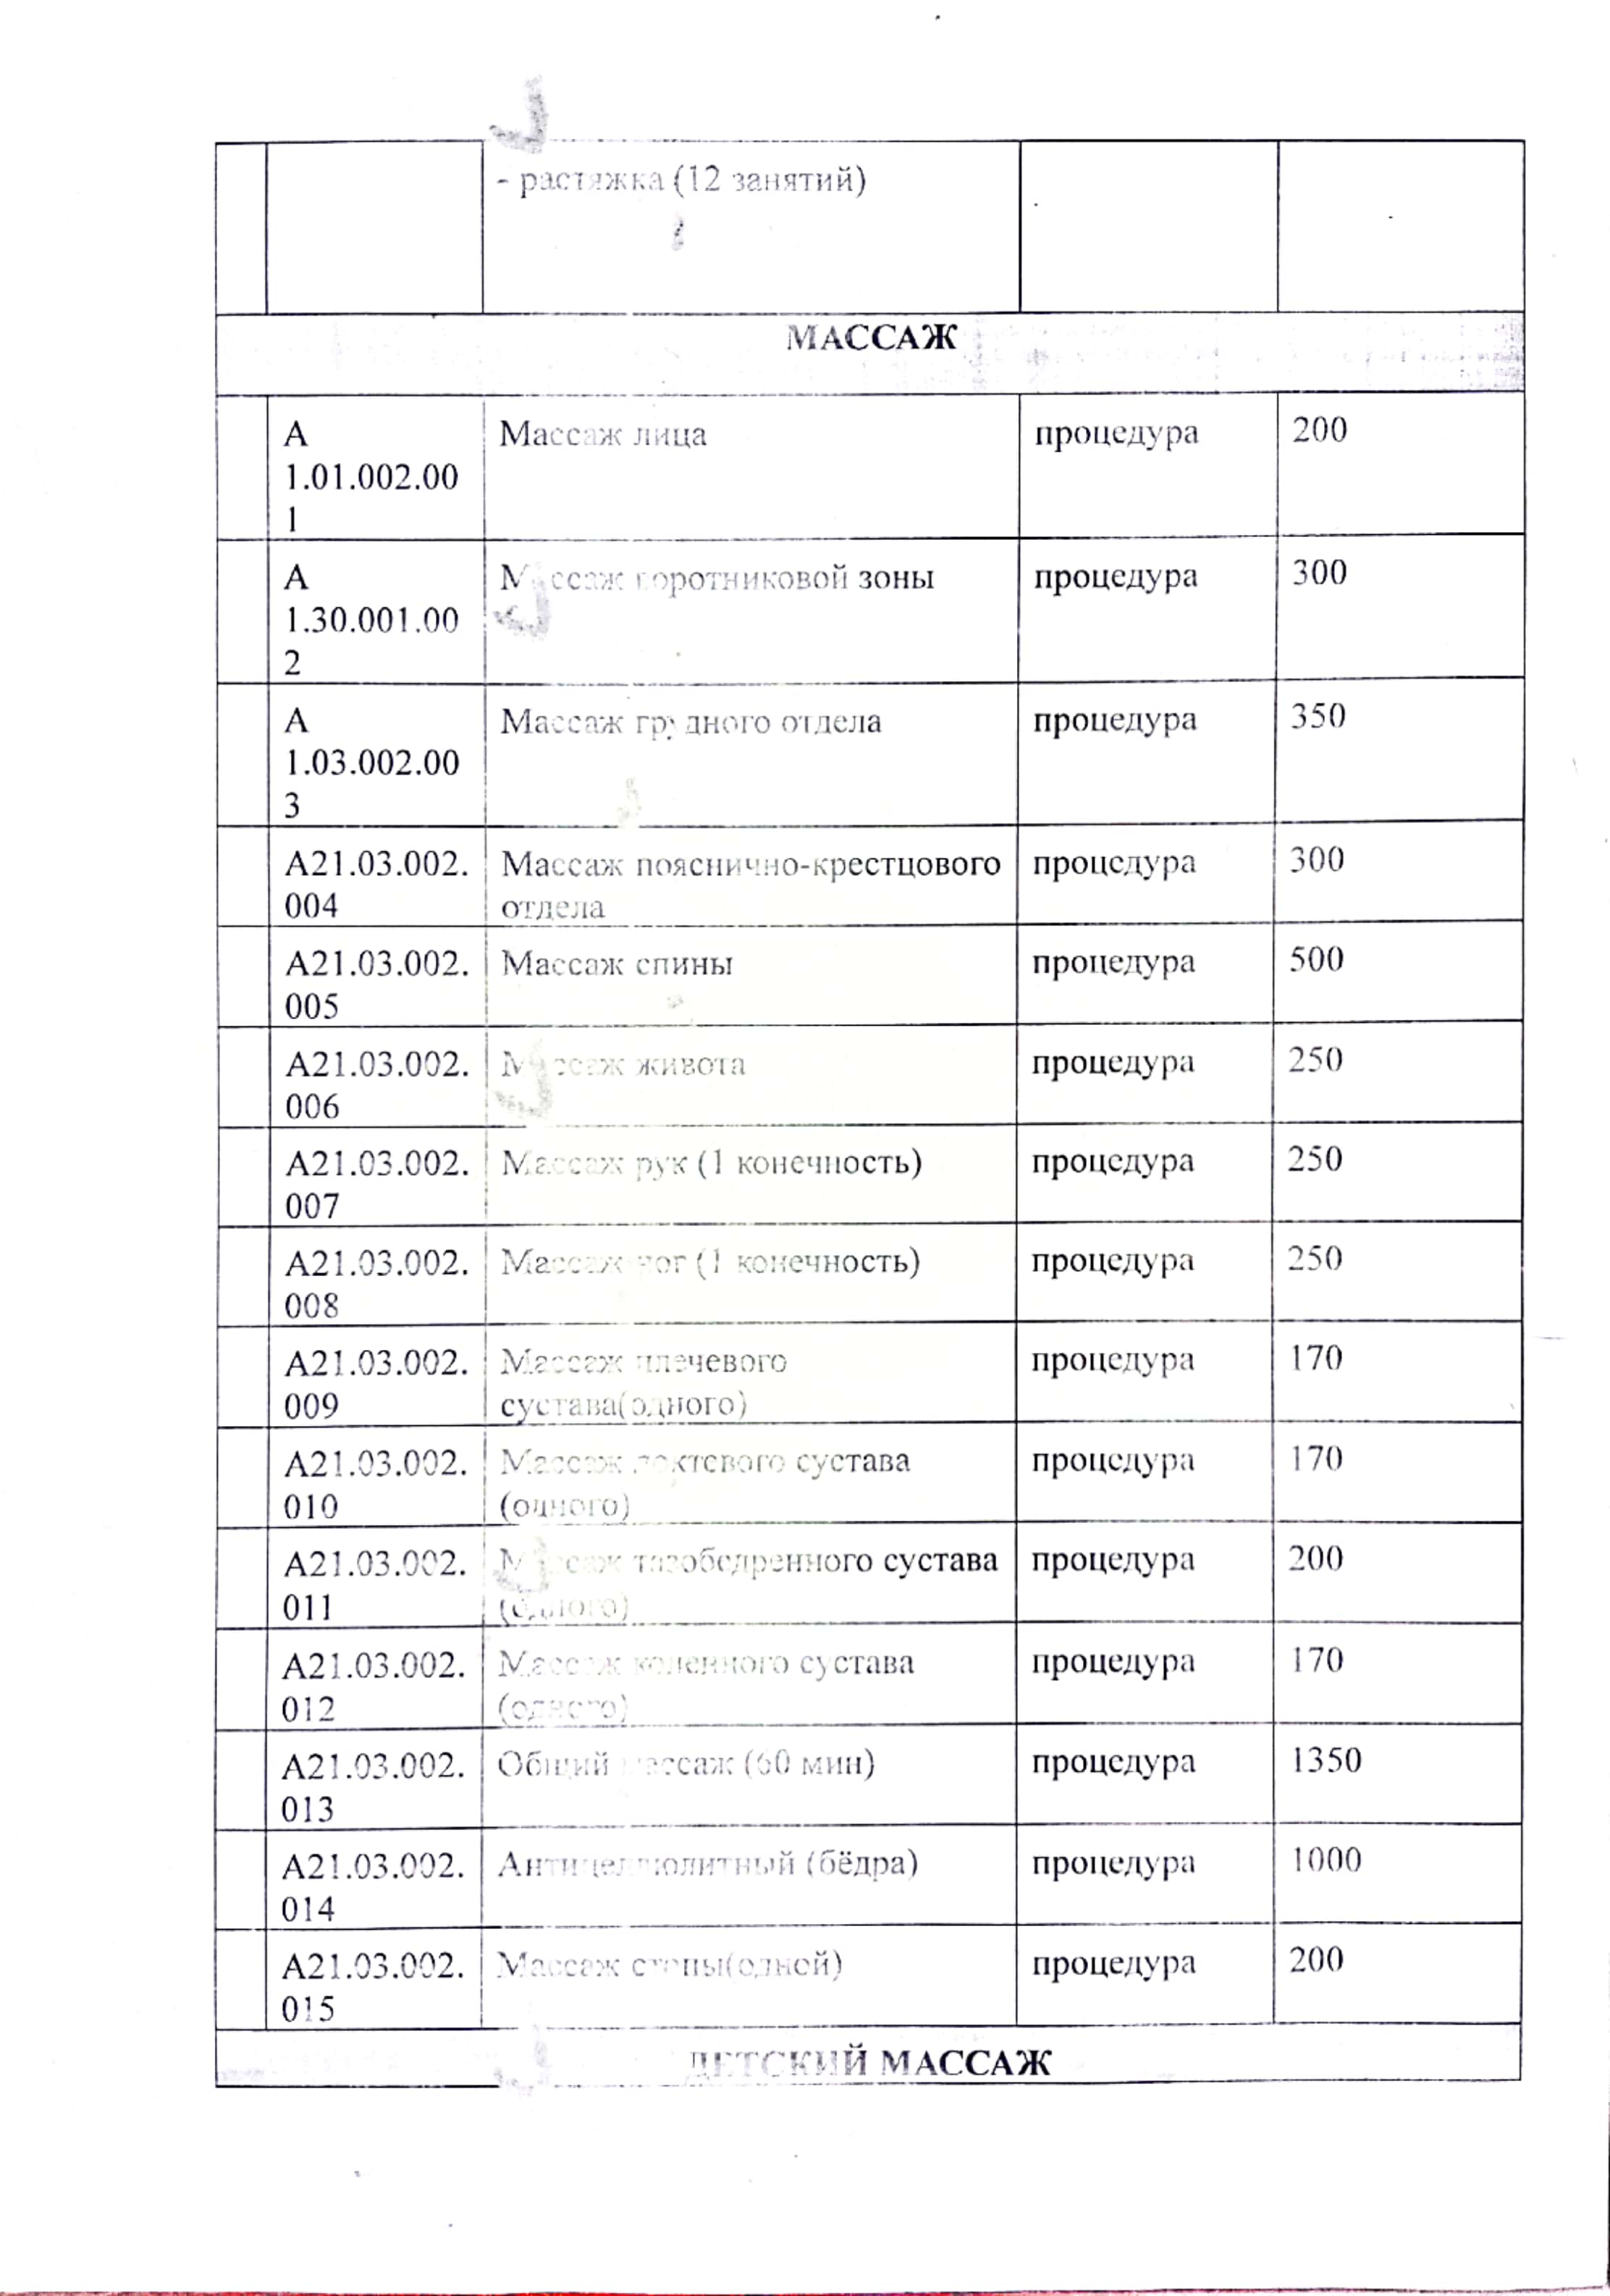 - растяжка (12 занятий)
МАССАЖ
А Массаж лица процедура 200
1.01.002.00
1
А Массаж воротниковой зоны процедура 300
1.30.001.00
2
А Массаж грудного отдела процедура 350
1.03.002.00
3
А21.03.002. Массаж пояснично-крестцового процедура 300
004 отдела
А21.03.002. Массаж спины процедура 500
005
А21.03.002. Массаж живота процедура 250
006
А21.03.002. Массаж рук (1 конечность) процедура 250
007
А21.03.002. Массаж ног (1 конечность) процедура 250
008
А21.03.002. Массаж плечевого процедура 170
009 сустава(одного)
А21.03.002. Массаж локтевого сустава процедура 170
010 (одного)
А21.03.002. Массаж тазобедренного сустава процедура 200
011 (одного)
А21.03.002. Массаж коленного сустава процедура 170
012 (одного)
А21.03.002. Общий массаж (60 мин) процедура 1350
013
А21.03.002. Антицеллюлитный (бёдра) процедура 1000
014
А21.03.002. Массаж стопы(одной) процедура 200
015
ДЕТСКИЙ МАССАЖ